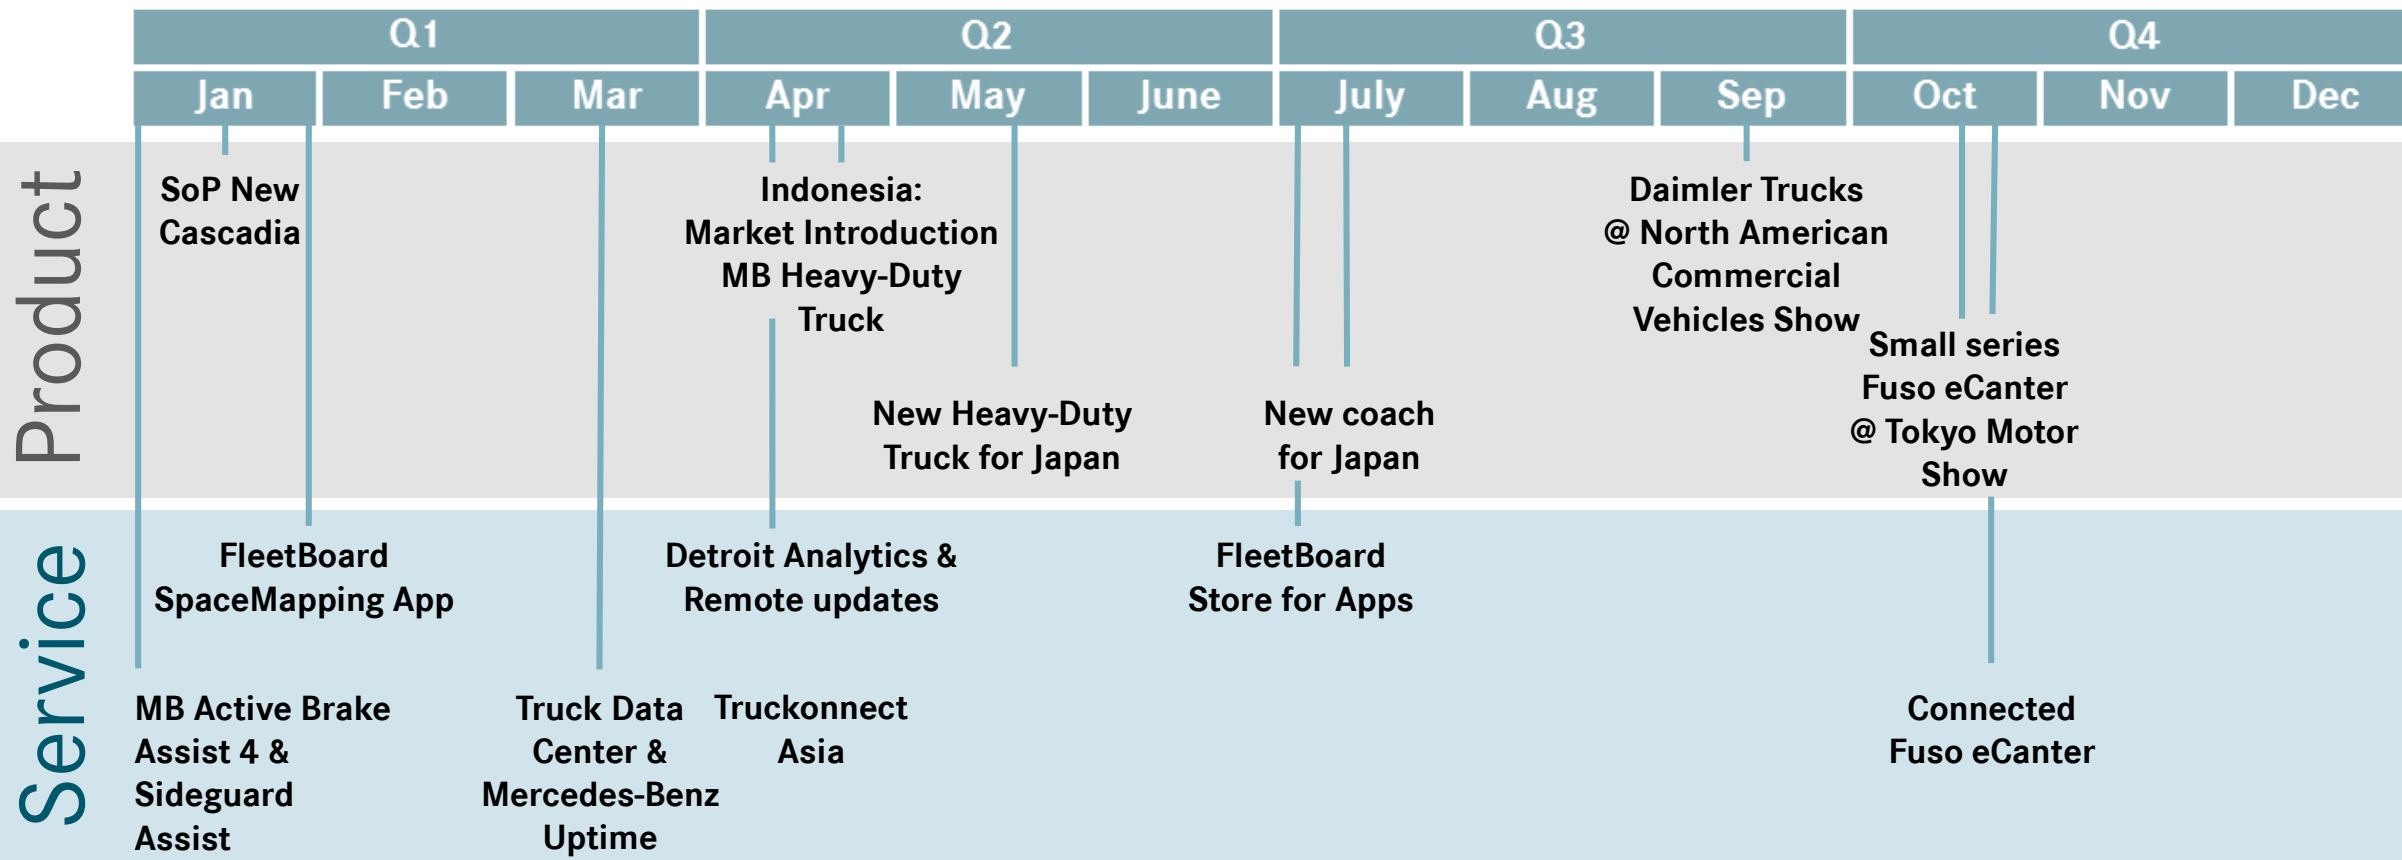 Q1 Q2 Q3 Q4
Jan Feb Mar Apr May June July Aug Sep Oct Nov Dec
Product
SoP New
Cascadia
Indonesia:
Market Introduction
MB Heavy-Duty
Truck
New Heavy-Duty
Truck for Japan
New coach
for Japan
Daimler Trucks
@ North American
Commercial
Vehicles Show
Small series
Fuso eCanter
@ Tokyo Motor
Show
Service
FleetBoard
SpaceMapping App
Detroit Analytics &
Remote updates
FleetBoard
Store for Apps
MB Active Brake
Assist 4 &
Sideguard
Assist
Truck Data
Center &
Mercedes-Benz
Uptime
Truckonnect
Asia
Connected
Fuso eCanter